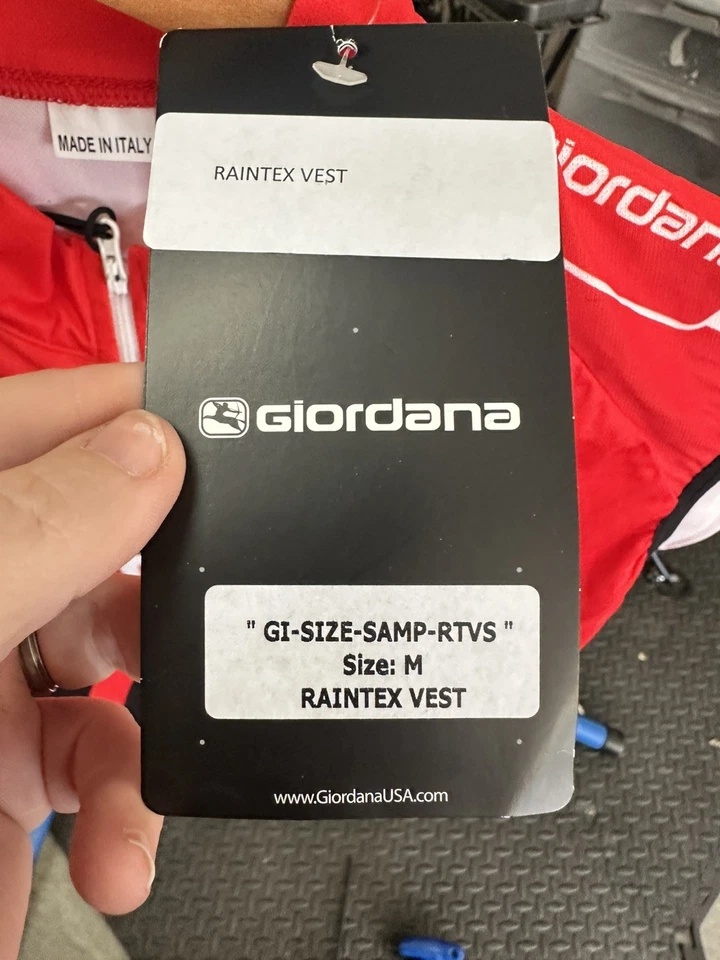 MADE IN ITALY
RAINTEX VEST
giordana
GIORDANA
" GI-SIZE-SAMP-RTVS "
Size: M
RAINTEX VEST
www.GiordanaUSA.com